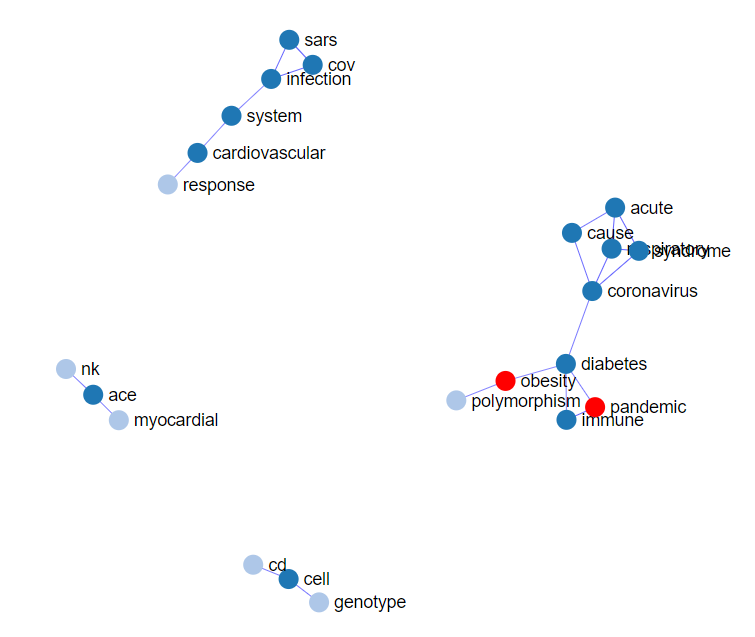 sars
cov
infection
system
cardiovascular
response
acute
cause
respiratory
syndrome
coronavirus
diabetes
nk
obesity
ace
polymorphism
pandemic
myocardial
immune
cd
cell
genotype